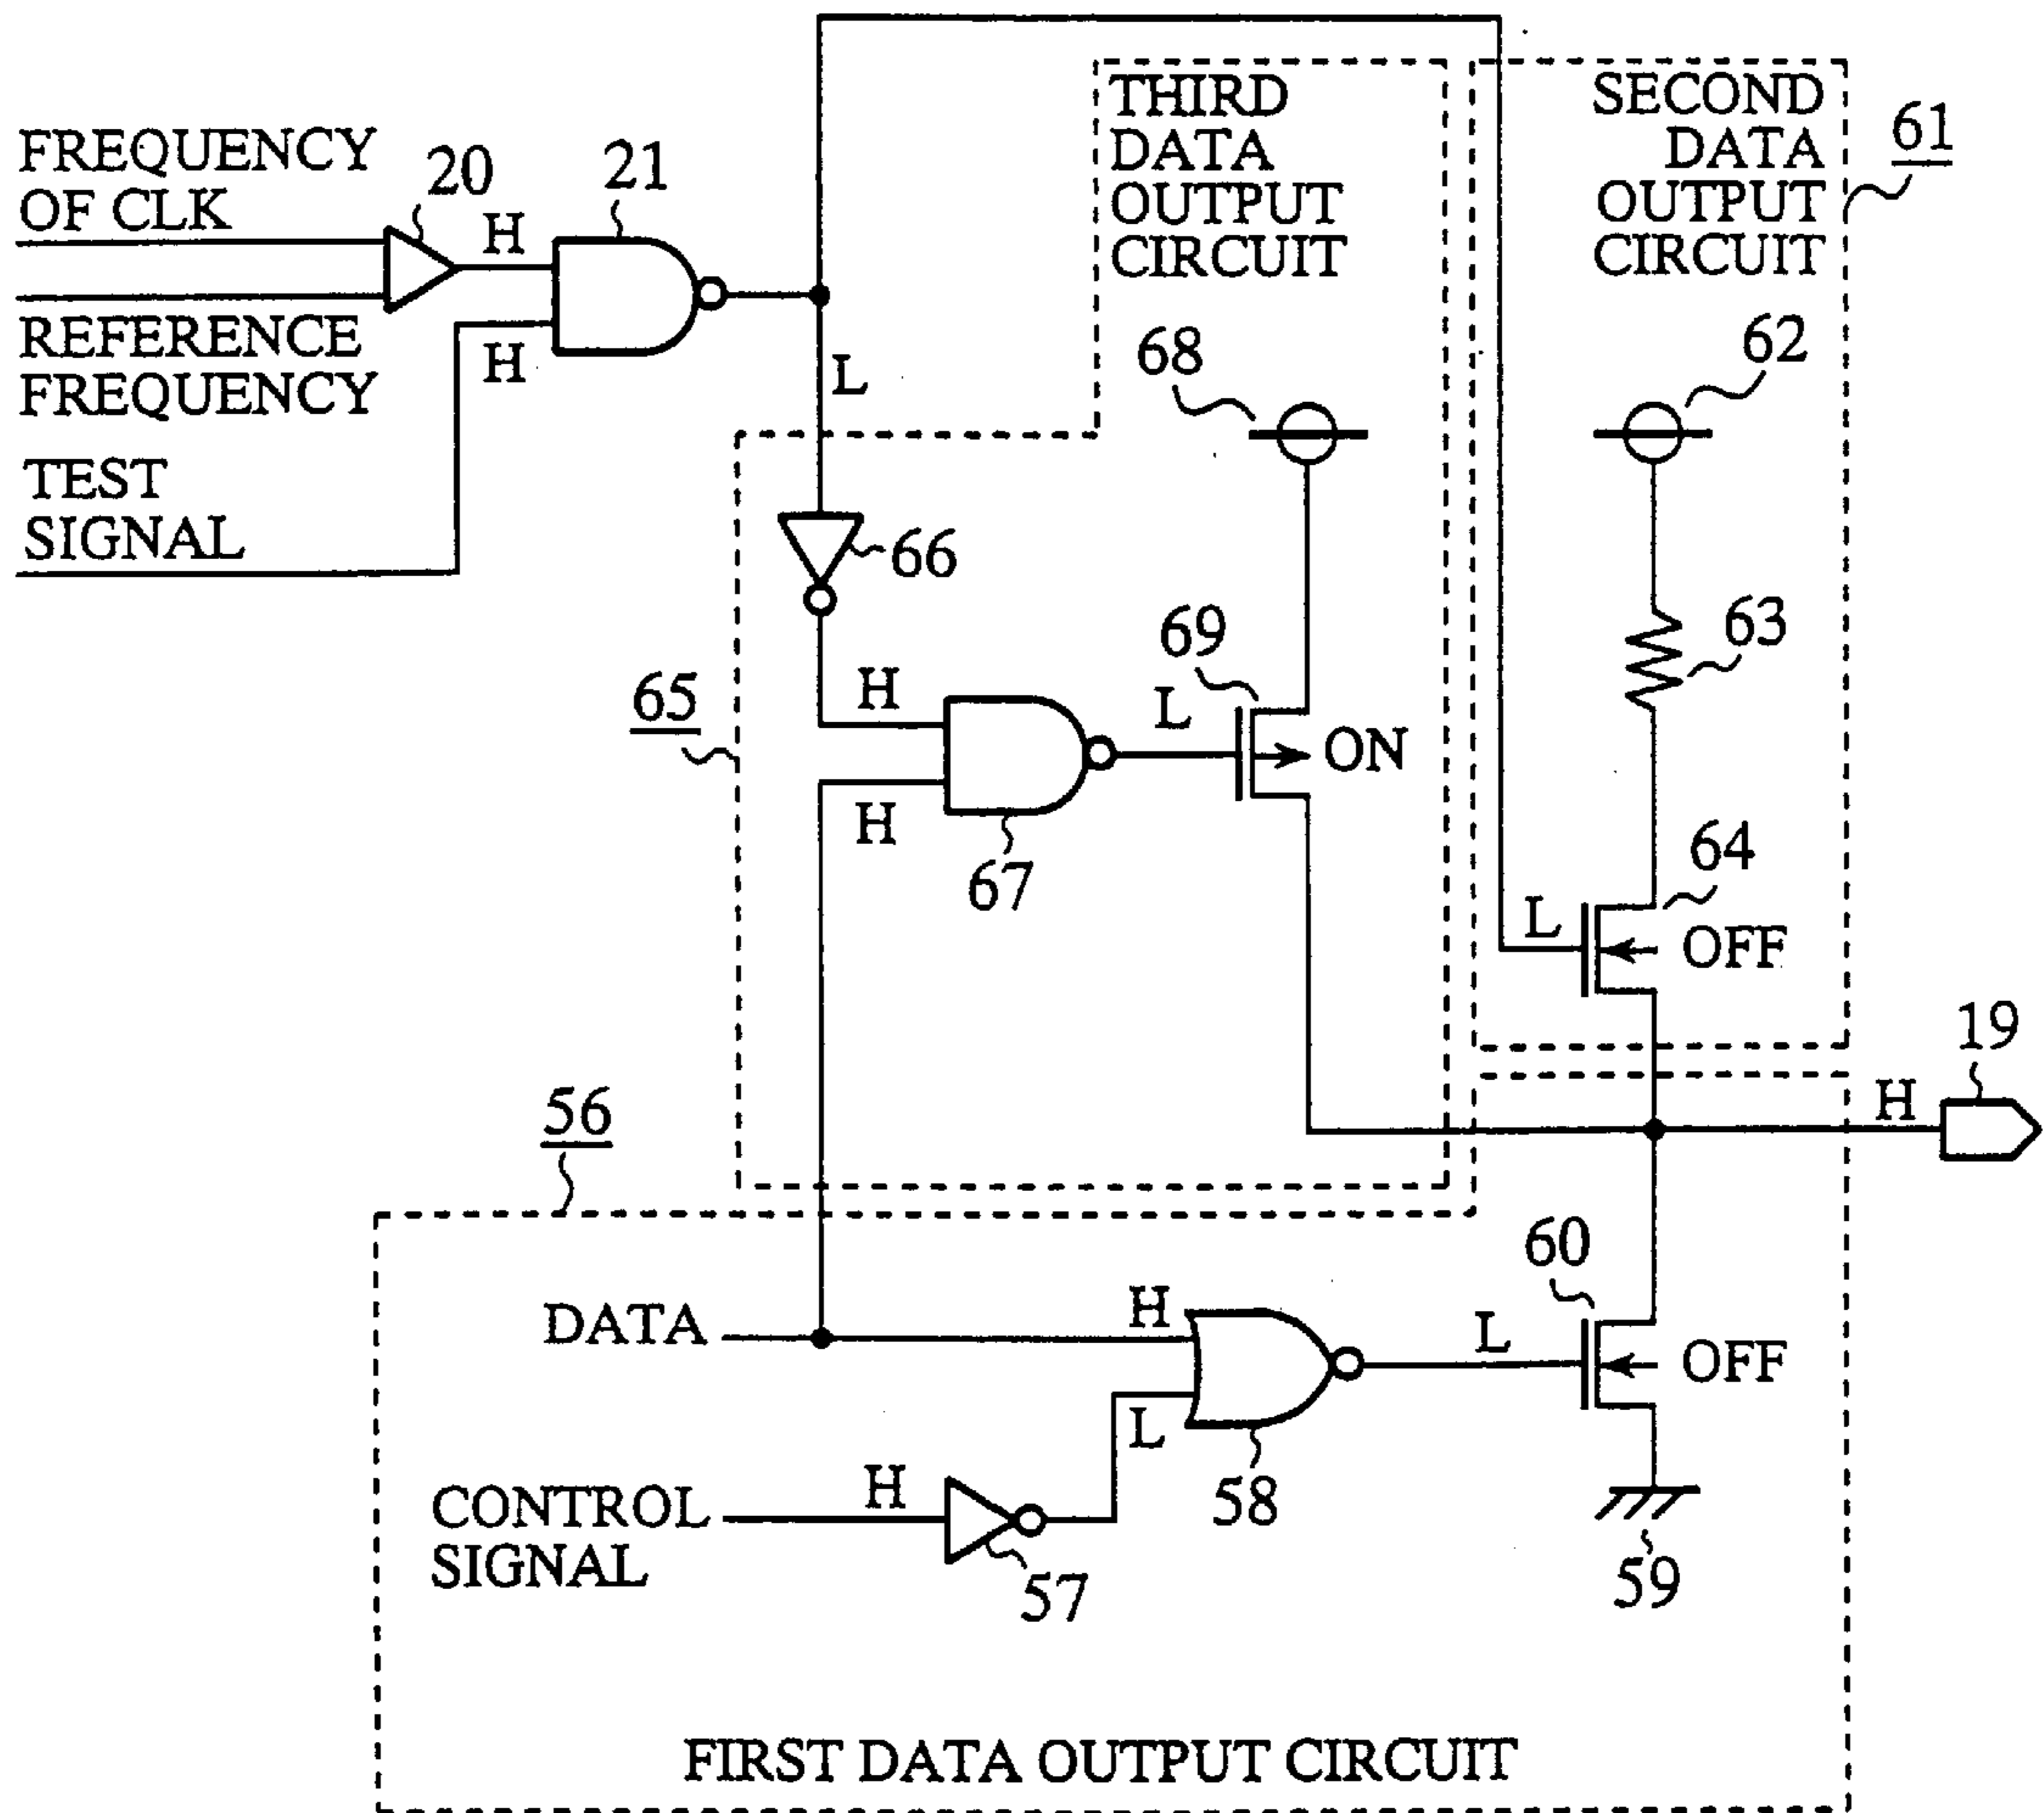 FREQUENCY
OF CLK
20
H
21
REFERENCE
FREQUENCY
H
TEST
SIGNAL
L
THIRD
DATA
OUTPUT
CIRCUIT
SECOND
DATA
OUTPUT
CIRCUIT
61
68
62
66
63
69
65
H
L
ON
H
67
64
L
OFF
19
H
56
60
DATA
H
L
OFF
L
CONTROL
SIGNAL
H
58
57
59
FIRST DATA OUTPUT CIRCUIT